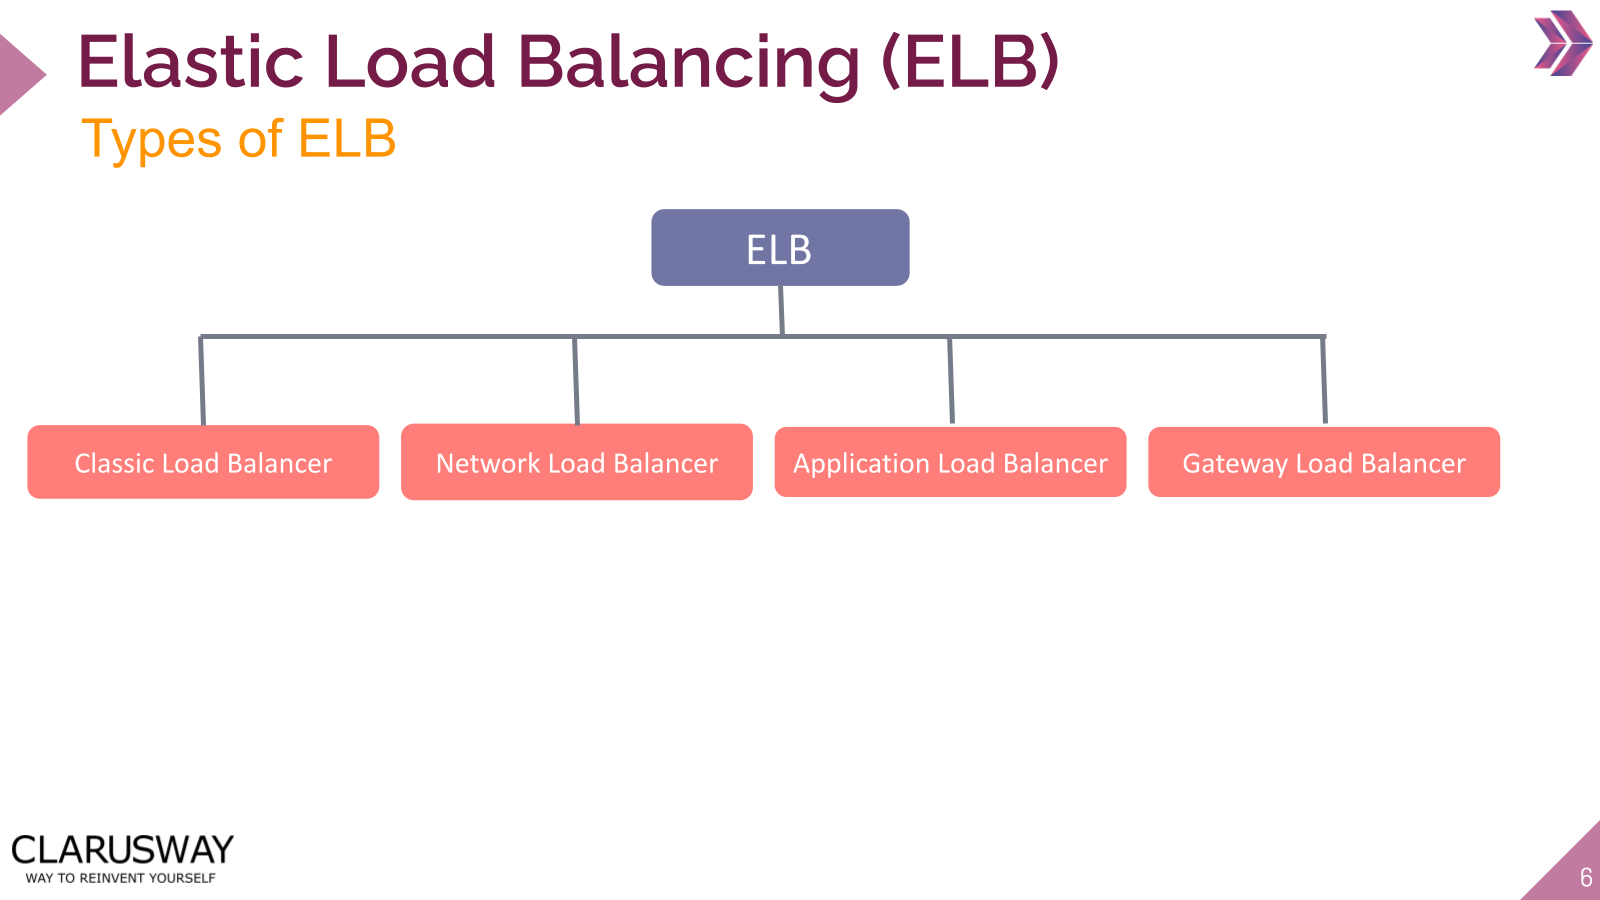 Elastic Load Balancing (ELB)
Types of ELB
ELB
Classic Load Balancer
Network Load Balancer
Application Load Balancer
Gateway Load Balancer
CLARUSWAY
WAY TO REINVENT YOURSELF
6